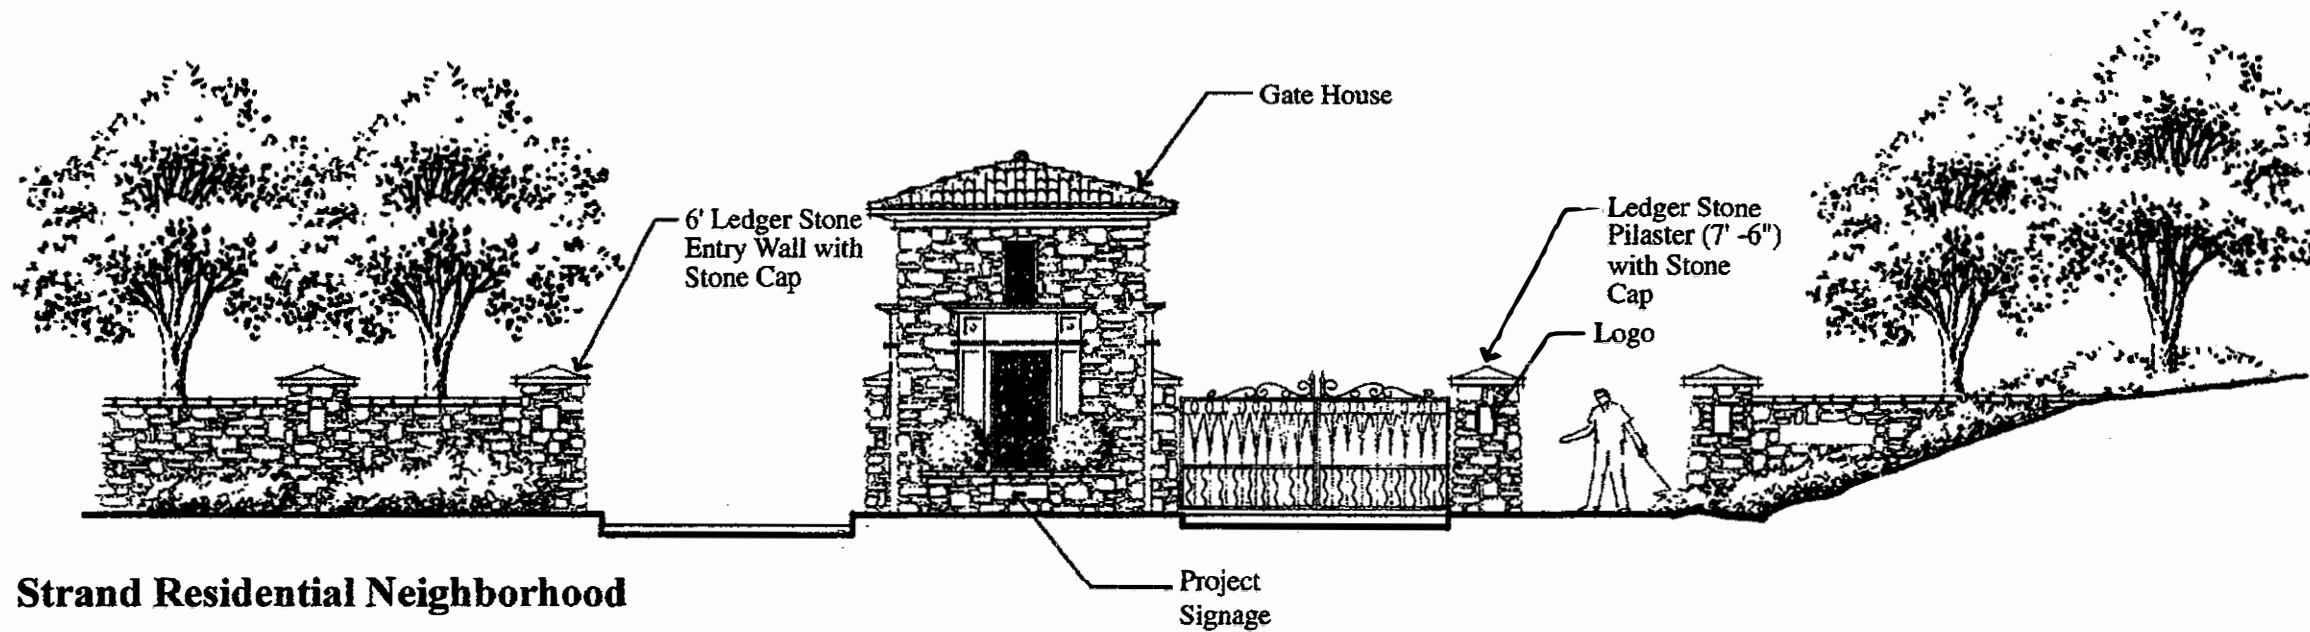 Gate House
6' Ledger Stone
Entry Wall with
Stone Cap
Ledger Stone
Pilaster (7' -6")
with Stone
Cap
Logo
Project
Signage
Strand Residential Neighborhood